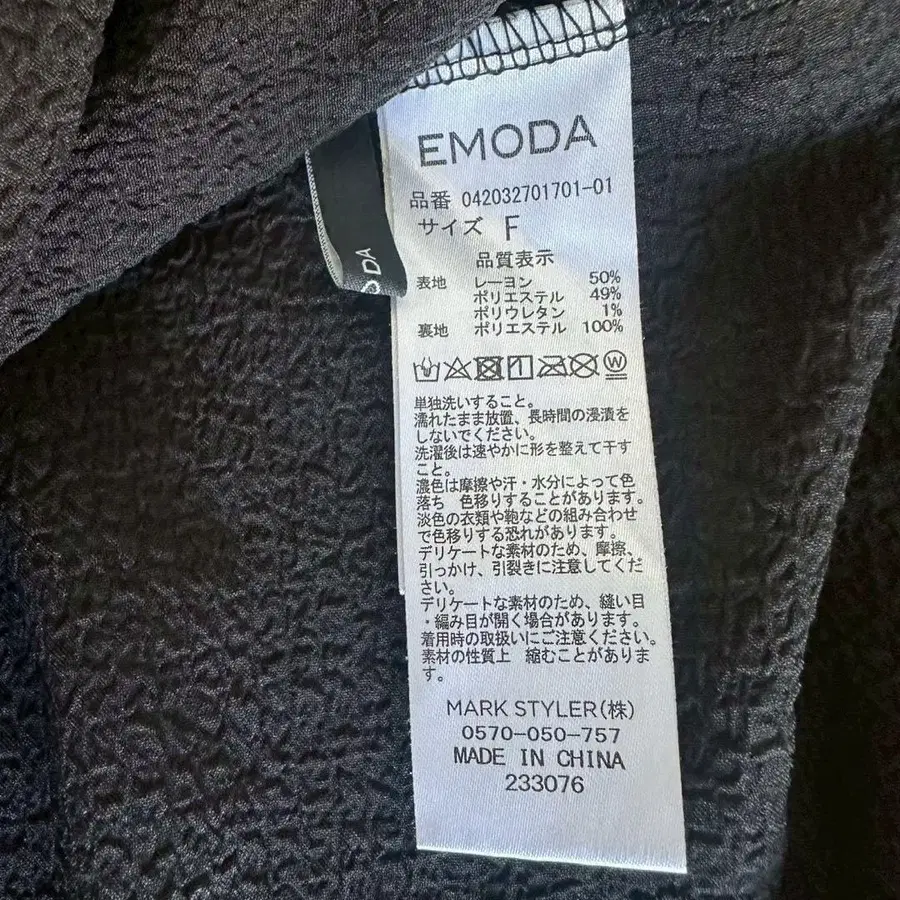 EMODA
品番 042032701701-01
サイズ F
品質表示
表地 レーヨン 50%
ポリエステル 49%
ポリウレタン 1%
裏地 ポリエステル 100%
W
単独洗いすること。
濡れたまま放置、長時間の浸漬を
しないでください。
洗濯後は速やかに形を整えて干す
こと。
濃色は摩擦や汗・水分によって色
落ち 色移りすることがあります。
淡色の衣類や鞄などの組み合わせ
で色移りする恐れがあります。
デリケートな素材のため、摩擦、
引っかけ、引裂きに注意してくだ
さい。
デリケートな素材のため、縫い目
・編み目が開く場合があります。
着用時の取扱いにご注意ください。
素材の性質上 縮むことがありま
す。
MARK STYLER(株)
0570-050-757
MADE IN CHINA
233076
ODA